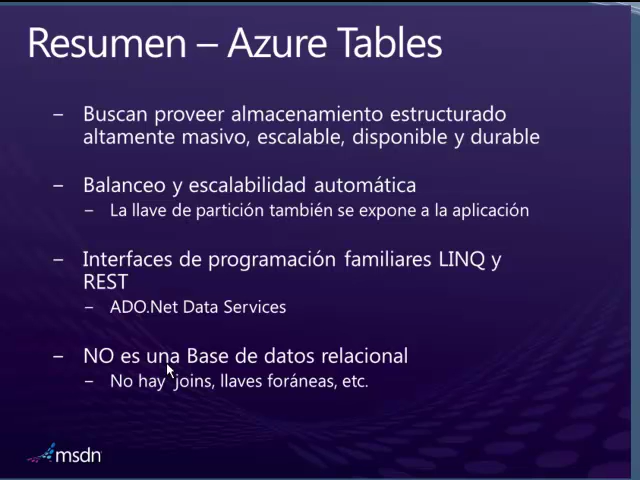 Resumen – Azure Tables
– Buscan proveer almacenamiento estructurado
altamente masivo, escalable, disponible y durable
– Balanceo y escalabilidad automática
– La llave de partición también se expone a la aplicación
– Interfaces de programación familiares LINQ y
REST
– ADO.Net Data Services
– NO es una Base de datos relacional
– No hay joins, llaves foráneas, etc.
msdn